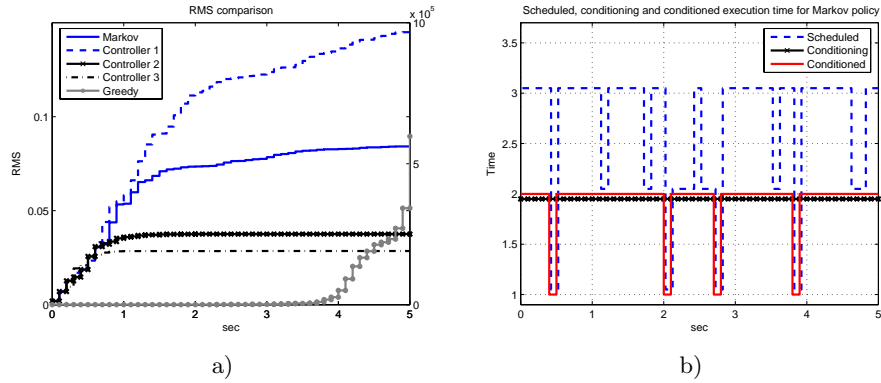 RMS comparison
x 10^5
10
Markov
Controller 1
Controller 2
Controller 3
Greedy
0.1
0.05
0
RMS
5
0
0 1 2 3 4 5
sec
a)
Scheduled, conditioning and conditioned execution time for Markov policy
Scheduled
Conditioning
Conditioned
3.5
3
2.5
2
1.5
1
Time
0 1 2 3 4 5
sec
b)